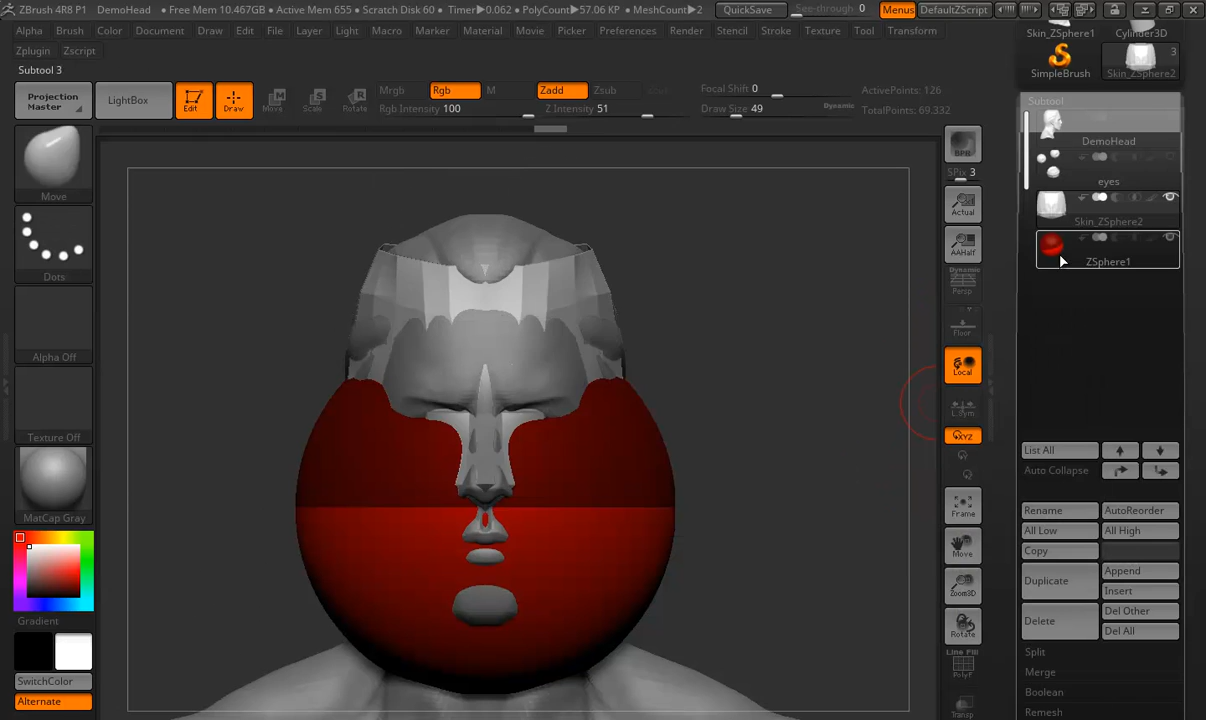 ZBrush 4R8 P1 DemoHead • Free Mem 10.467GB • Active Mem 655 • Scratch Disk 60 • Timer▶0.062 • PolyCount▶57.06 KP • MeshCount▶2 QuickSave See-through 0 Menus DefaultZScript
Alpha Brush Color Document Draw Edit File Layer Light Macro Marker Material Movie Picker Preferences Render Stencil Stroke Texture Tool Transform
Zplugin Zscript
Subtool 3
Projection Master
LightBox
Edit
Draw
Move
Scale
Rotate
Mrgb Rgb M Zadd Zsub
Rgb Intensity 100 Z Intensity 51
Focal Shift 0
Draw Size 49 Dynamic
ActivePoints: 126
TotalPoints: 69.332
Move
Dots
Alpha Off
Texture Off
MatCap Gray
Gradient
SwitchColor
Alternate
BPR
SPix 3
Actual
AAHalf
Dynamic
Persp
Floor
Local
L.Sym
XYZ
Frame
Move
Zoom3D
Rotate
Line Fill
PolyF
Transp
Skin_ZSphere1 Cylinder3D
SimpleBrush Skin_ZSphere2
3
Subtool
DemoHead
eyes
Skin_ZSphere2
ZSphere1
List All
Auto Collapse
Rename AutoReorder
All Low All High
Copy
Duplicate Append
Insert
Delete Del Other
Del All
Split
Merge
Boolean
Remesh